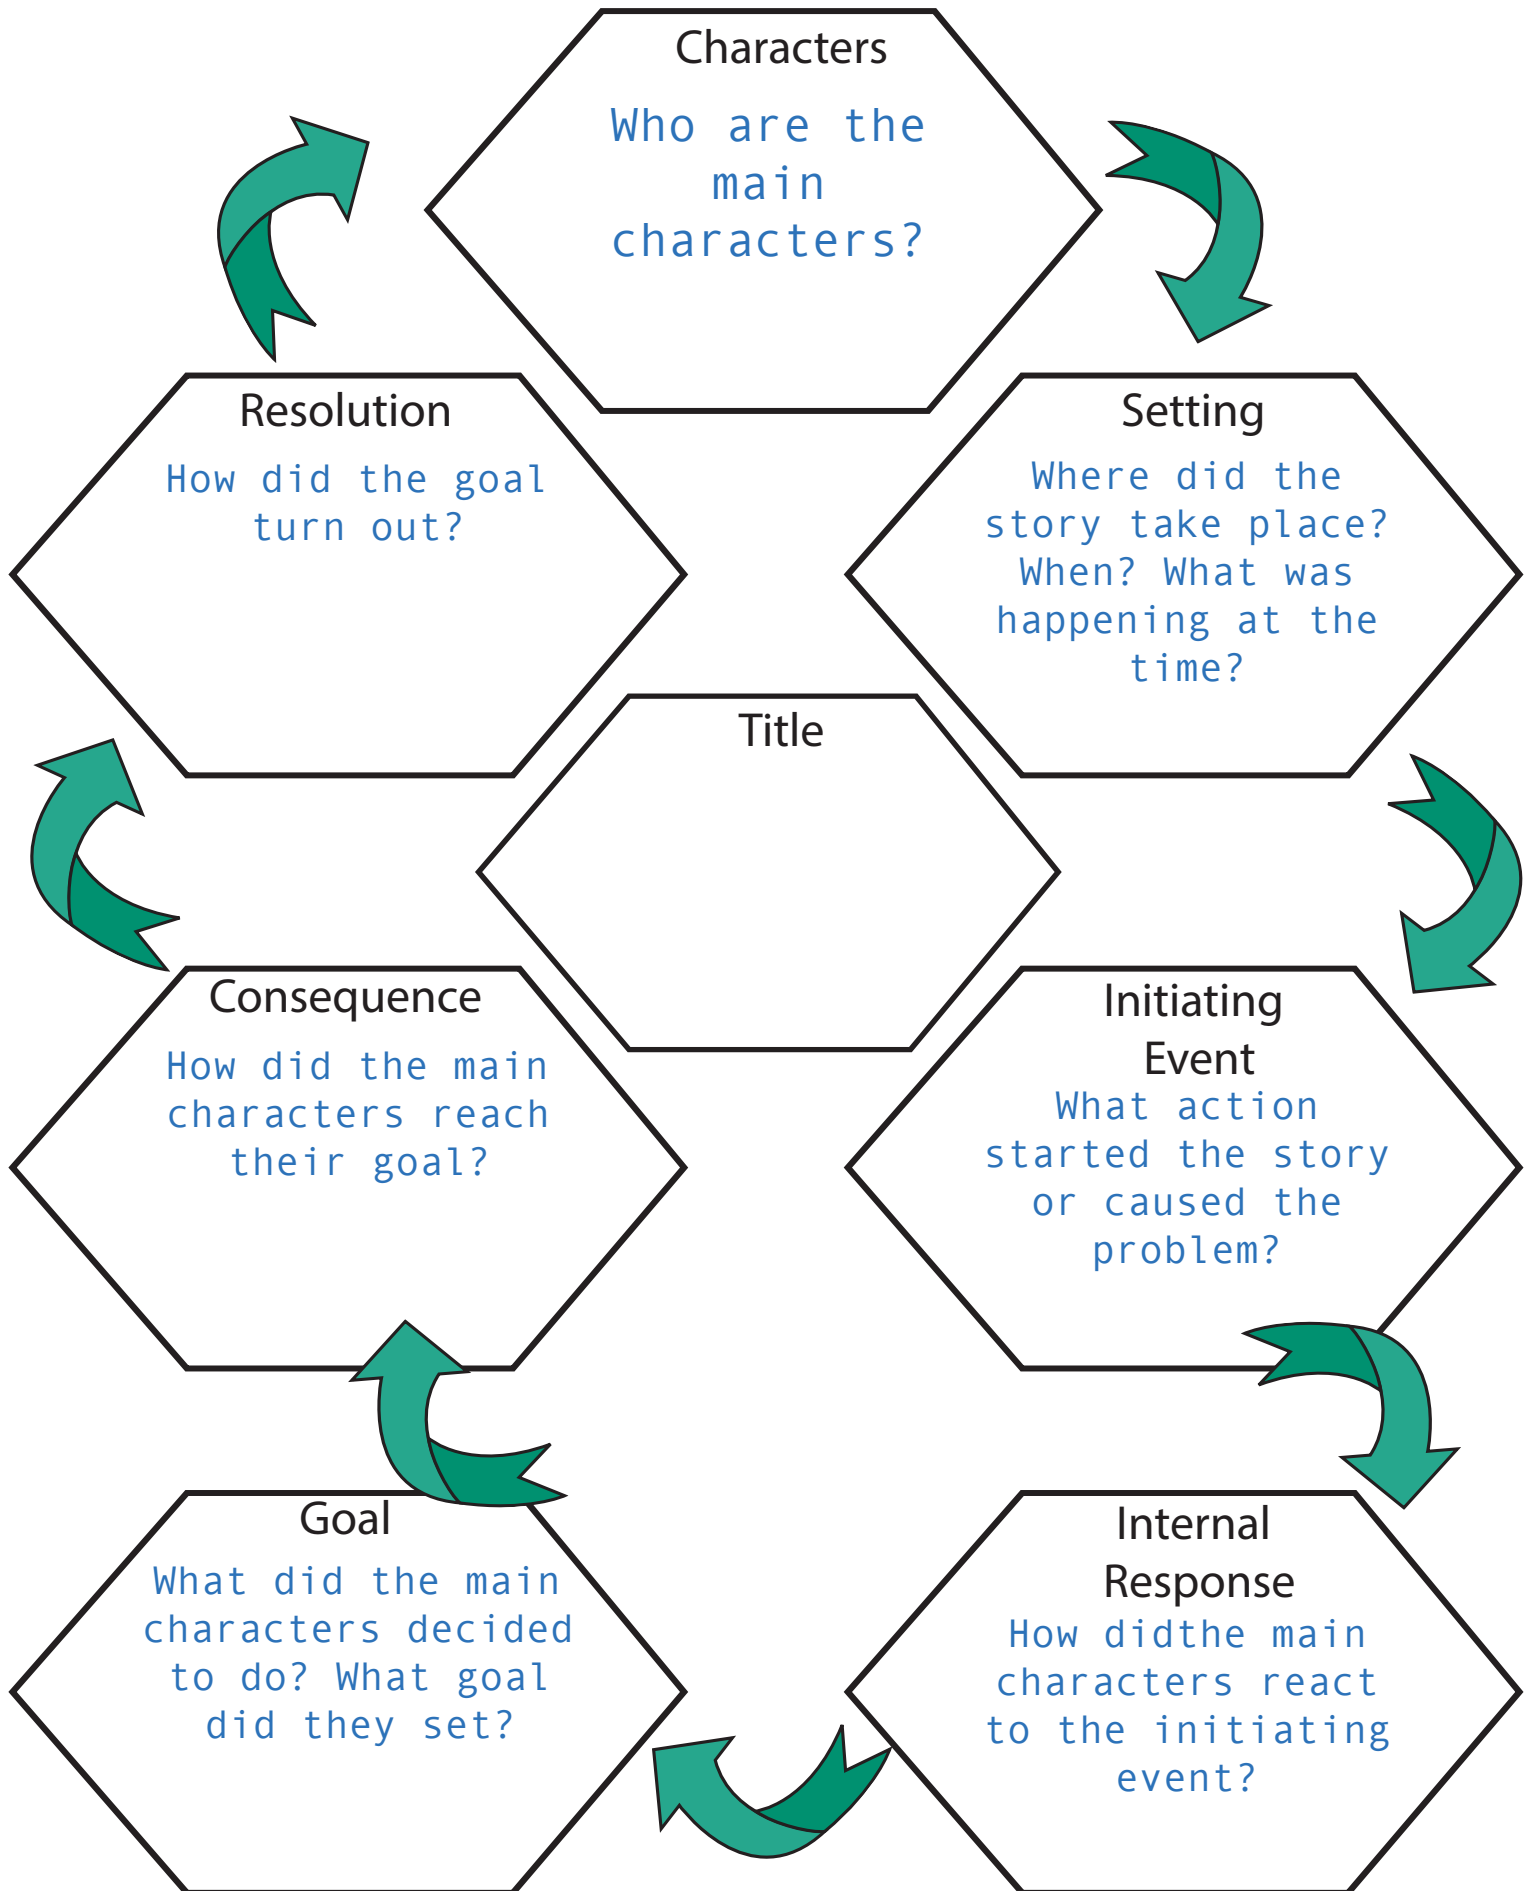 Characters
Who are the
main
characters?
Setting
Where did the
story take place?
When? What was
happening at the
time?
Initiating
Event
What action
started the story
or caused the
problem?
Internal
Response
How didthe main
characters react
to the initiating
event?
Goal
What did the main
characters decided
to do? What goal
did they set?
Consequence
How did the main
characters reach
their goal?
Resolution
How did the goal
turn out?
Title